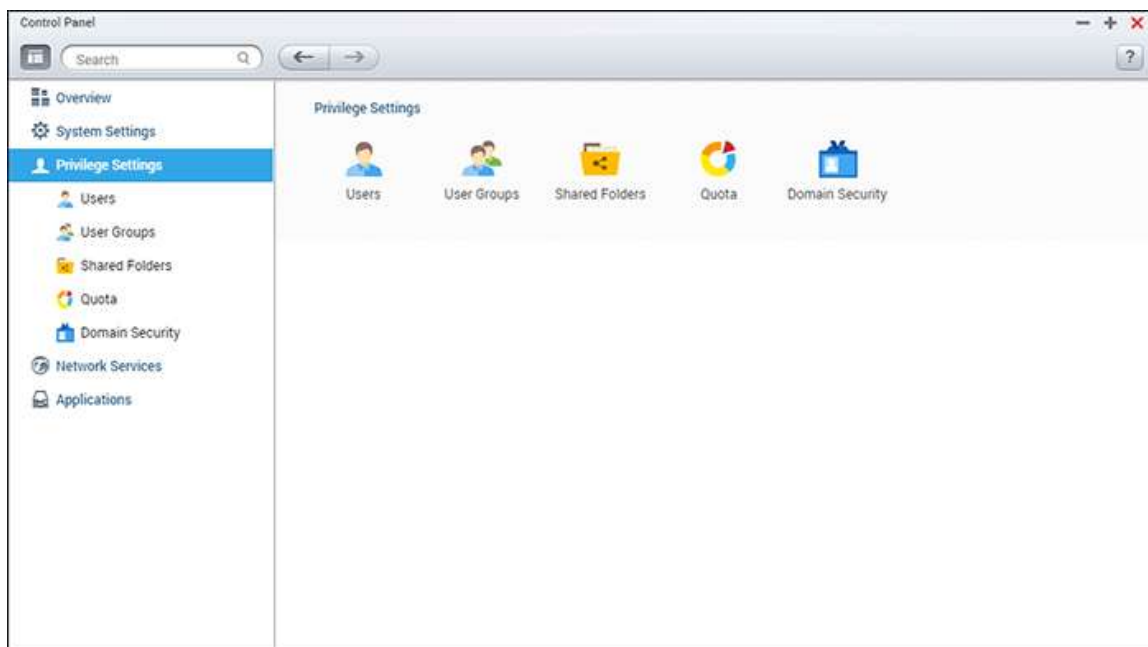 Control Panel
Search
?
Overview
System Settings
Privilege Settings
Users
User Groups
Shared Folders
Quota
Domain Security
Network Services
Applications
Privilege Settings
Users
User Groups
Shared Folders
Quota
Domain Security